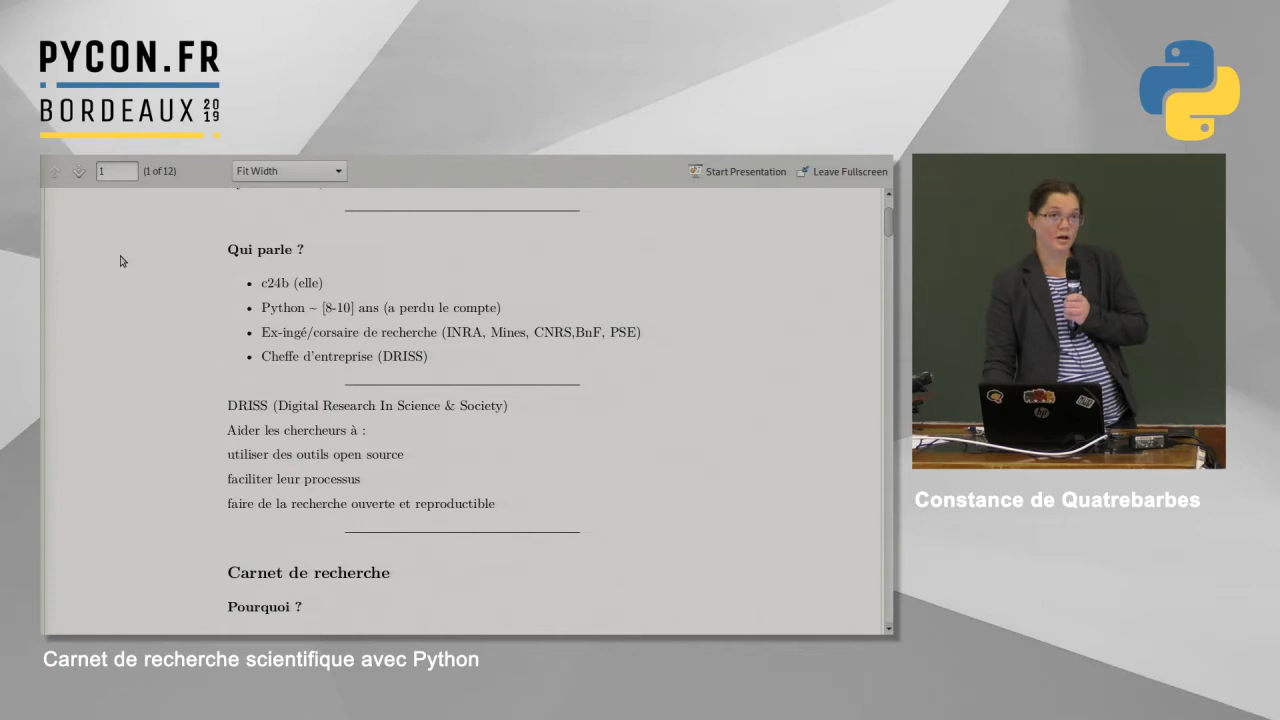 PYCON.FR
BORDEAUX 2019
1 (1 of 12) Fit Width Start Presentation Leave Fullscreen
Qui parle ?
• c24b (elle)
• Python ~ [8-10] ans (a perdu le compte)
• Ex-ingé/corsaire de recherche (INRA, Mines, CNRS,BnF, PSE)
• Cheffe d'entreprise (DRISS)
DRISS (Digital Research In Science & Society)
Aider les chercheurs à :
utiliser des outils open source
faciliter leur processus
faire de la recherche ouverte et reproductible
Carnet de recherche
Pourquoi ?
hp
Constance de Quatrebarbes
Carnet de recherche scientifique avec Python